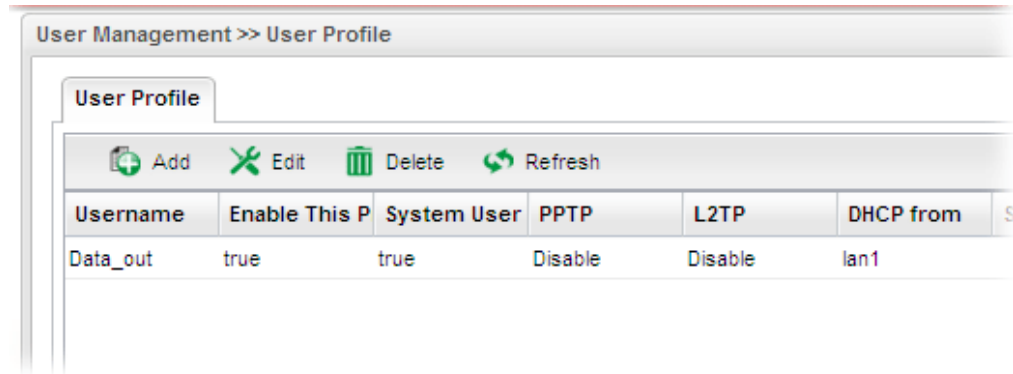 User Management >> User Profile
User Profile
Add Edit Delete Refresh
Username Enable This P System User PPTP L2TP DHCP from S
Data_out true true Disable Disable lan1